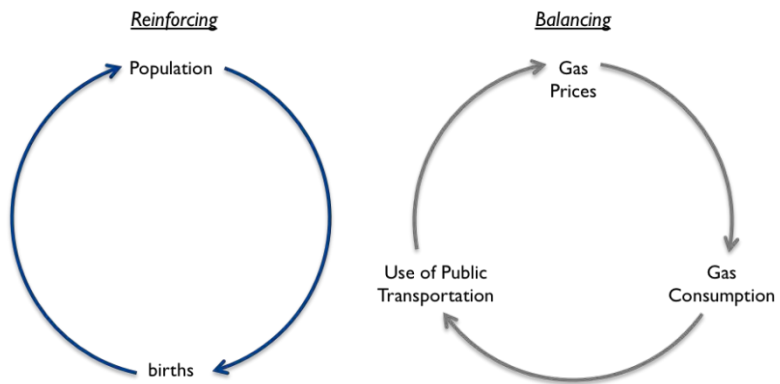 Reinforcing
Population
births
Balancing
Gas
Prices
Gas
Consumption
Use of Public
Transportation